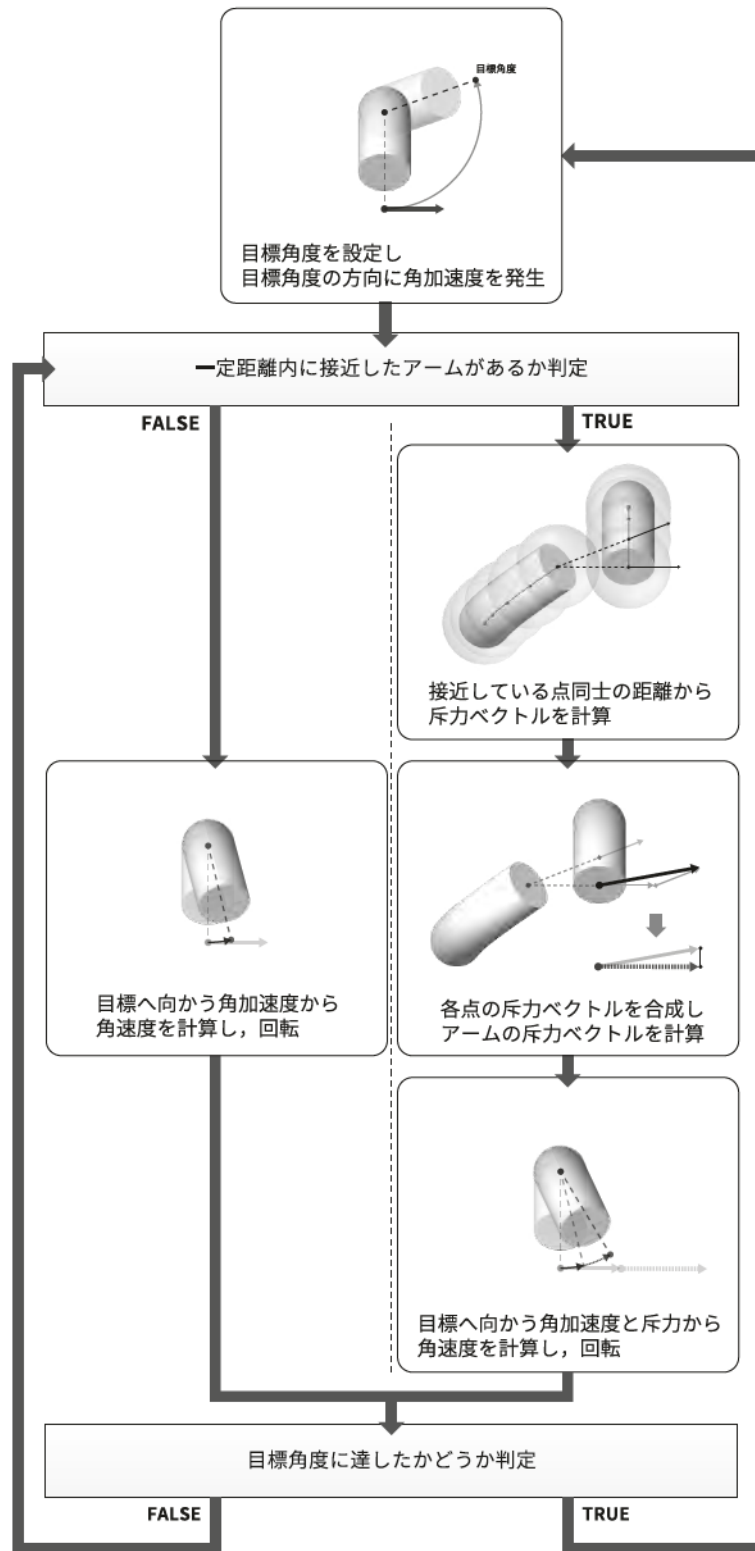 目標角度
目標角度を設定し
目標角度の方向に角加速度を発生
一定距離内に接近したアームがあるか判定
FALSE
TRUE
接近している点同士の距離から
斥力ベクトルを計算
目標へ向かう角加速度から
角速度を計算し，回転
各点の斥力ベクトルを合成し
アームの斥力ベクトルを計算
目標へ向かう角加速度と斥力から
角速度を計算し，回転
目標角度に達したかどうか判定
FALSE
TRUE